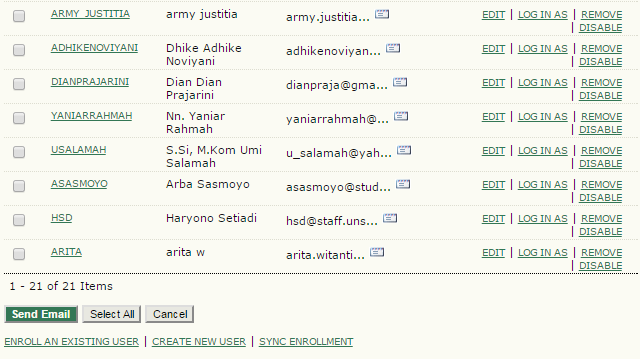 ARMY_JUSTITIA army justitia army.justitia... EDIT | LOG IN AS | REMOVE
| DISABLE
ADHIKENOVIYANI Dhike Adhike adhikenoviyan... EDIT | LOG IN AS | REMOVE
Noviyani | DISABLE
DIANPRAJARINI Dian Dian dianpraja@gma... EDIT | LOG IN AS | REMOVE
Prajarini | DISABLE
YANIARRAHMAH Nn. Yaniar yaniarrahmah@... EDIT | LOG IN AS | REMOVE
Rahmah | DISABLE
USALAMAH S.Si, M.Kom Umi u_salamah@yah... EDIT | LOG IN AS | REMOVE
Salamah | DISABLE
ASASMOYO Arba Sasmoyo asasmoyo@stud... EDIT | LOG IN AS | REMOVE
| DISABLE
HSD Haryono Setiadi hsd@staff.uns... EDIT | LOG IN AS | REMOVE
| DISABLE
ARITA arita w arita.witanti... EDIT | LOG IN AS | REMOVE
| DISABLE
1 - 21 of 21 Items
Send Email Select All Cancel
ENROLL AN EXISTING USER | CREATE NEW USER | SYNC ENROLLMENT